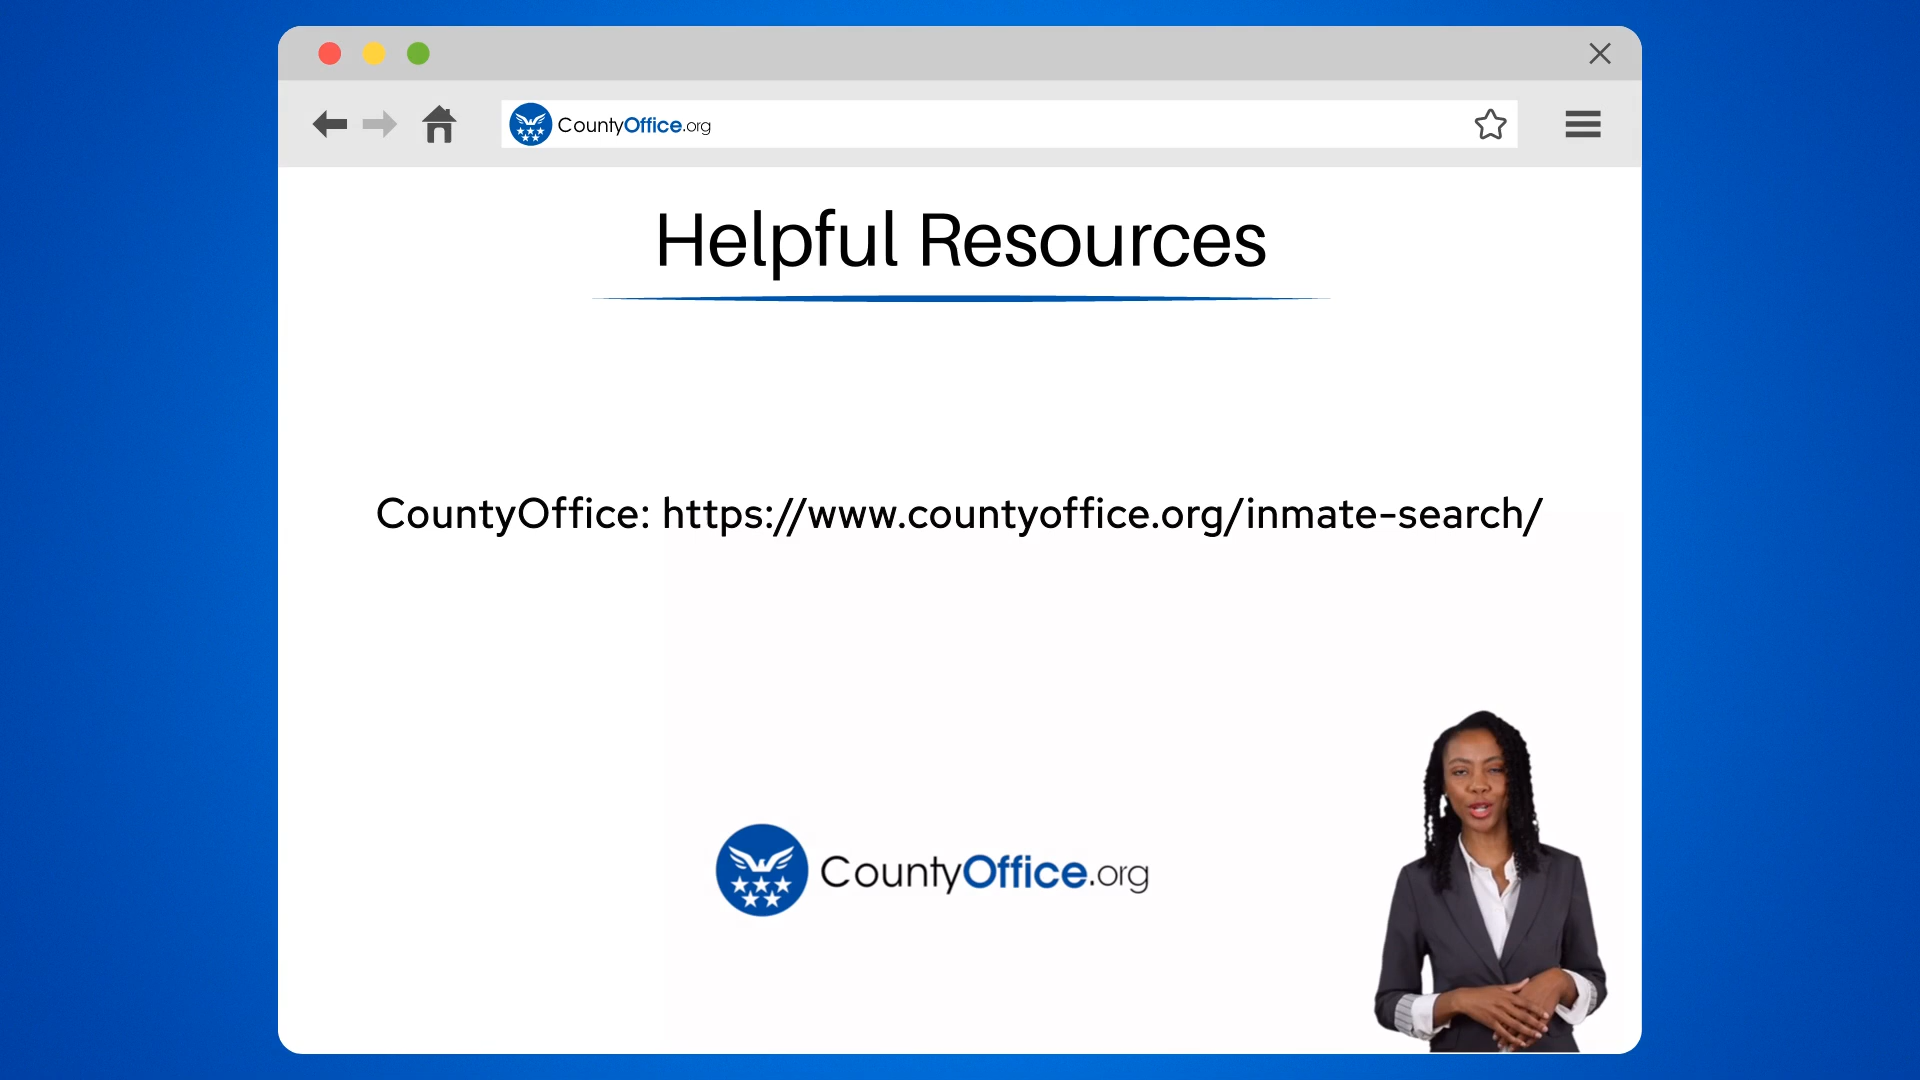 CountyOffice.org
Helpful Resources
CountyOffice: https://www.countyoffice.org/inmate-search/
CountyOffice.org